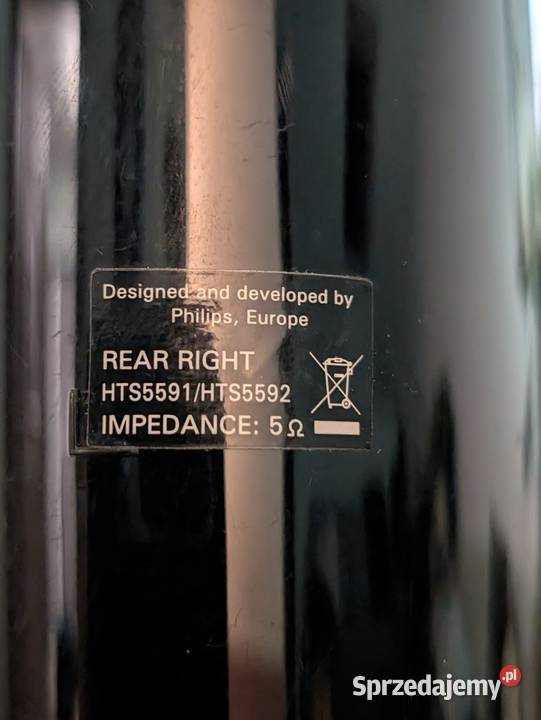 Designed and developed by
Philips, Europe
REAR RIGHT
HTS5591/HTS5592
IMPEDANCE: 5Ω
Sprzedajemy.pl